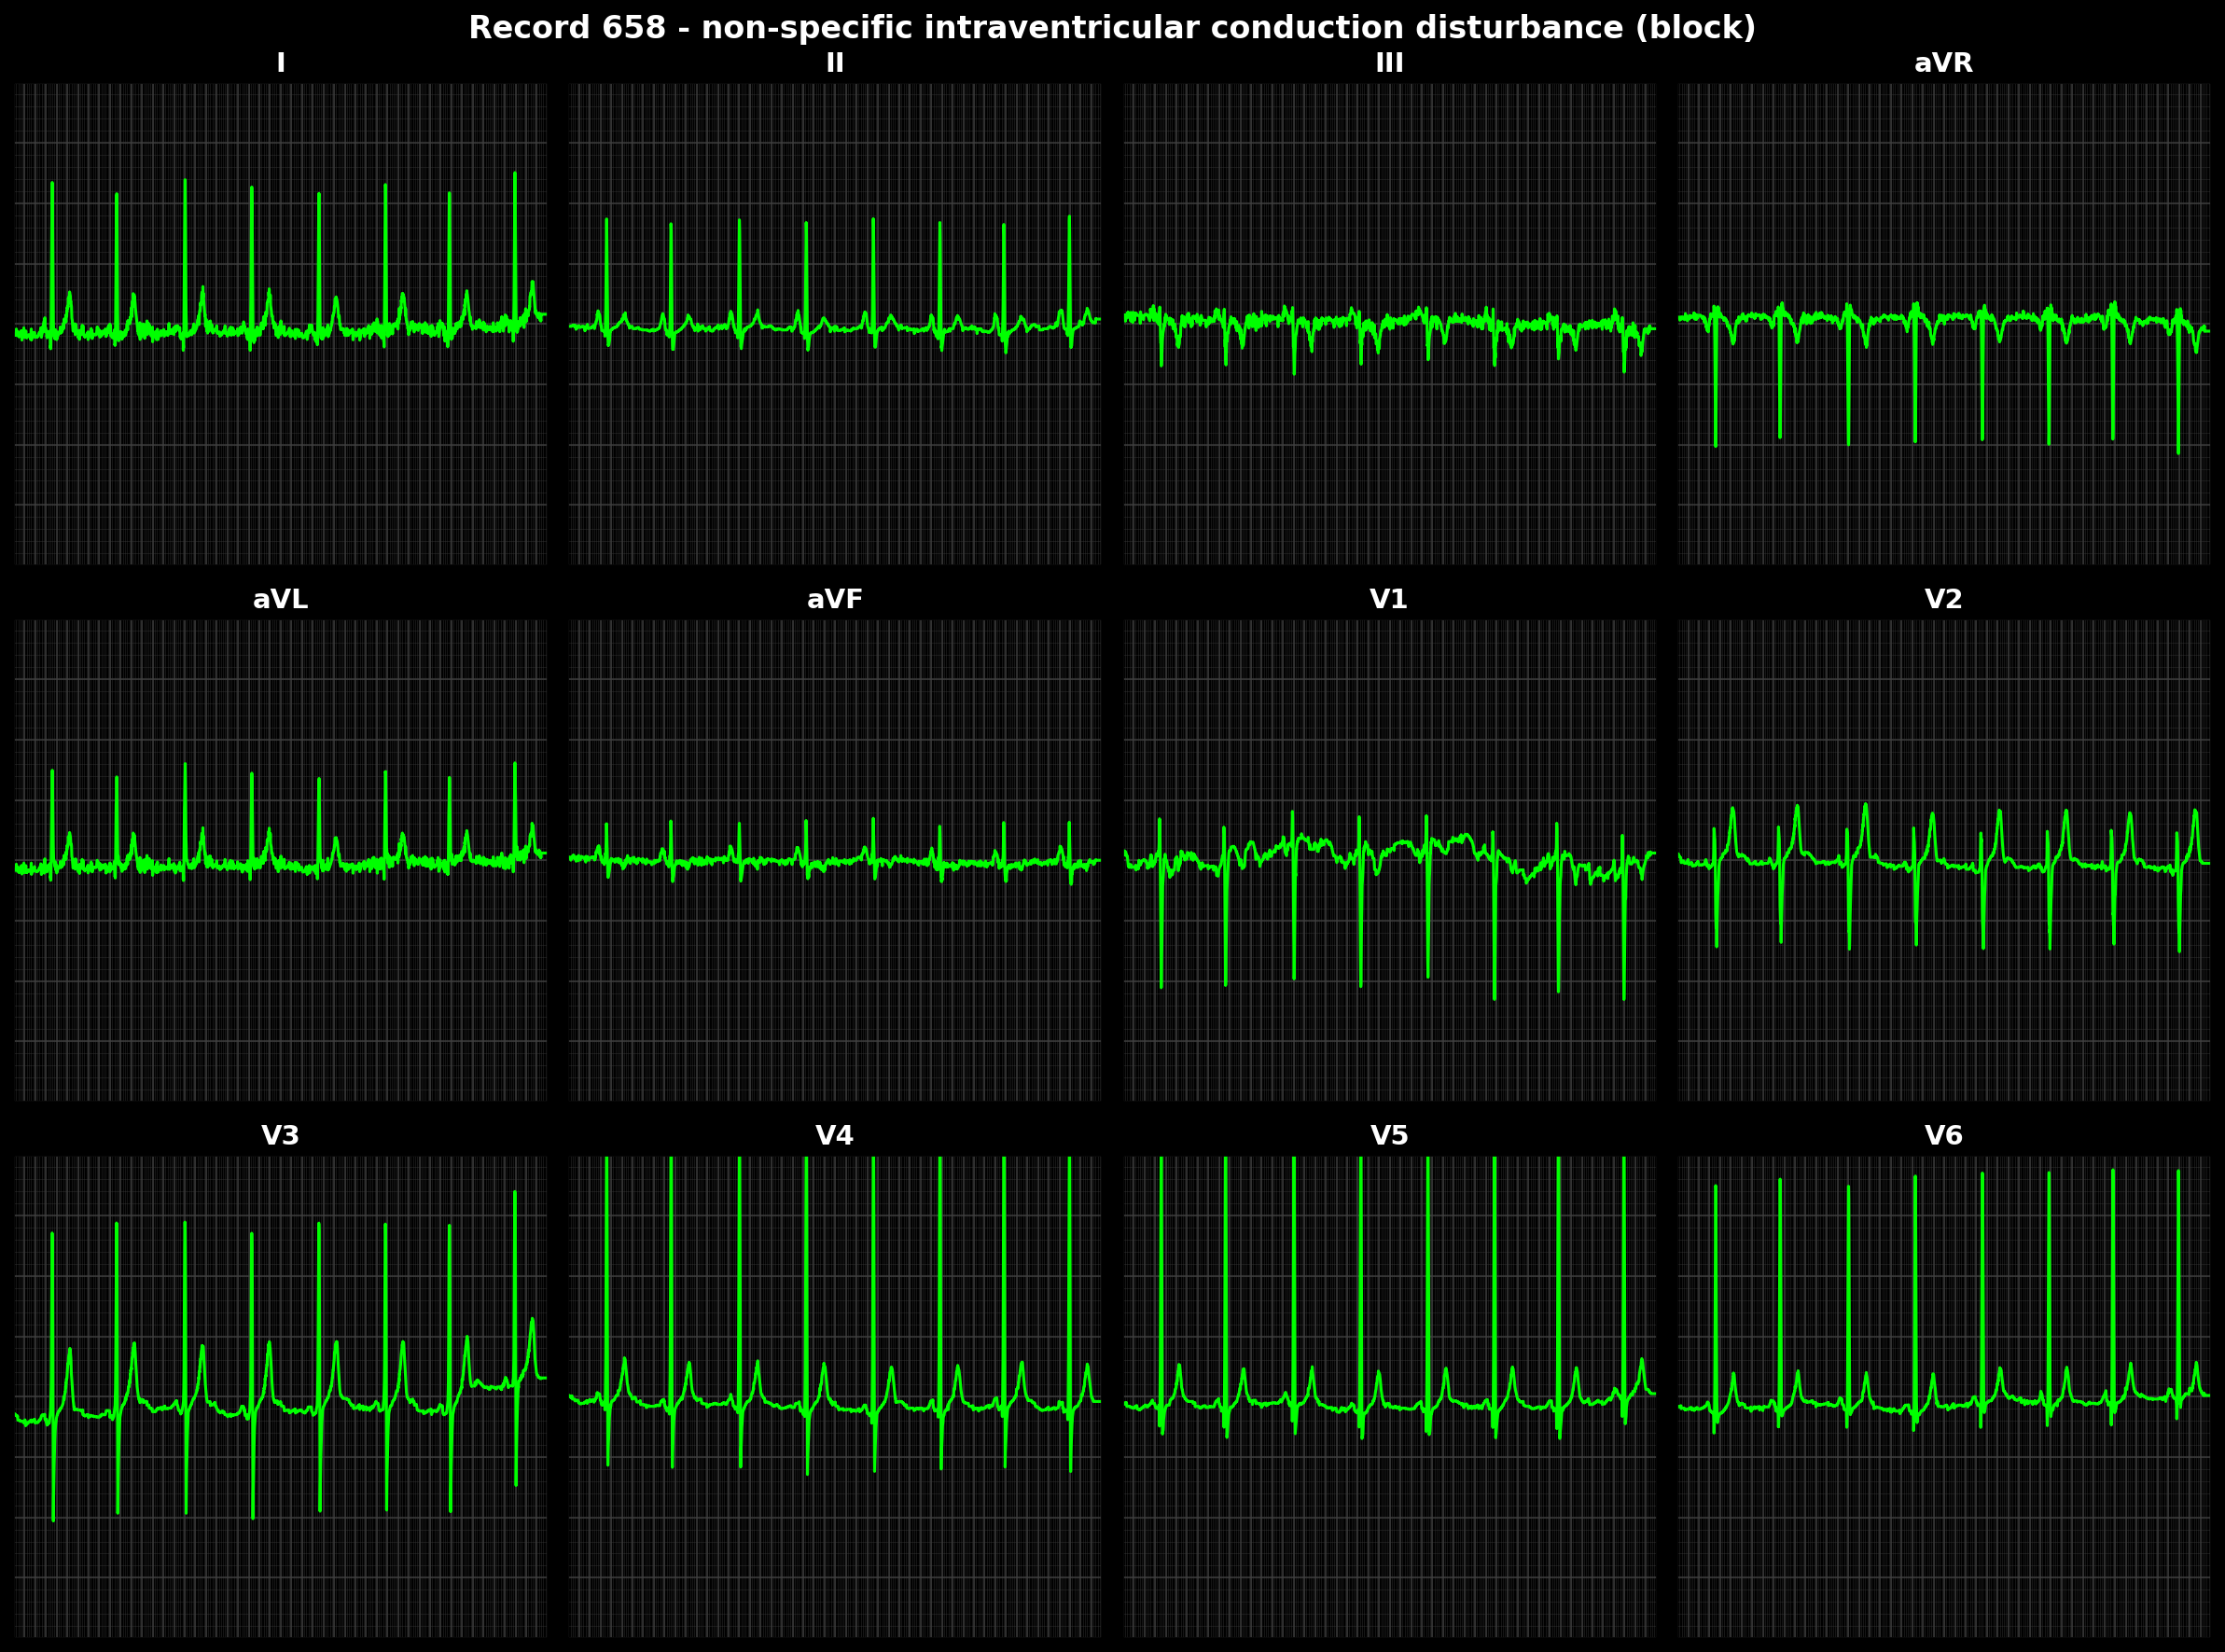 Record 658 - non-specific intraventricular conduction disturbance (block)
I
II
III
aVR
aVL
aVF
V1
V2
V3
V4
V5
V6